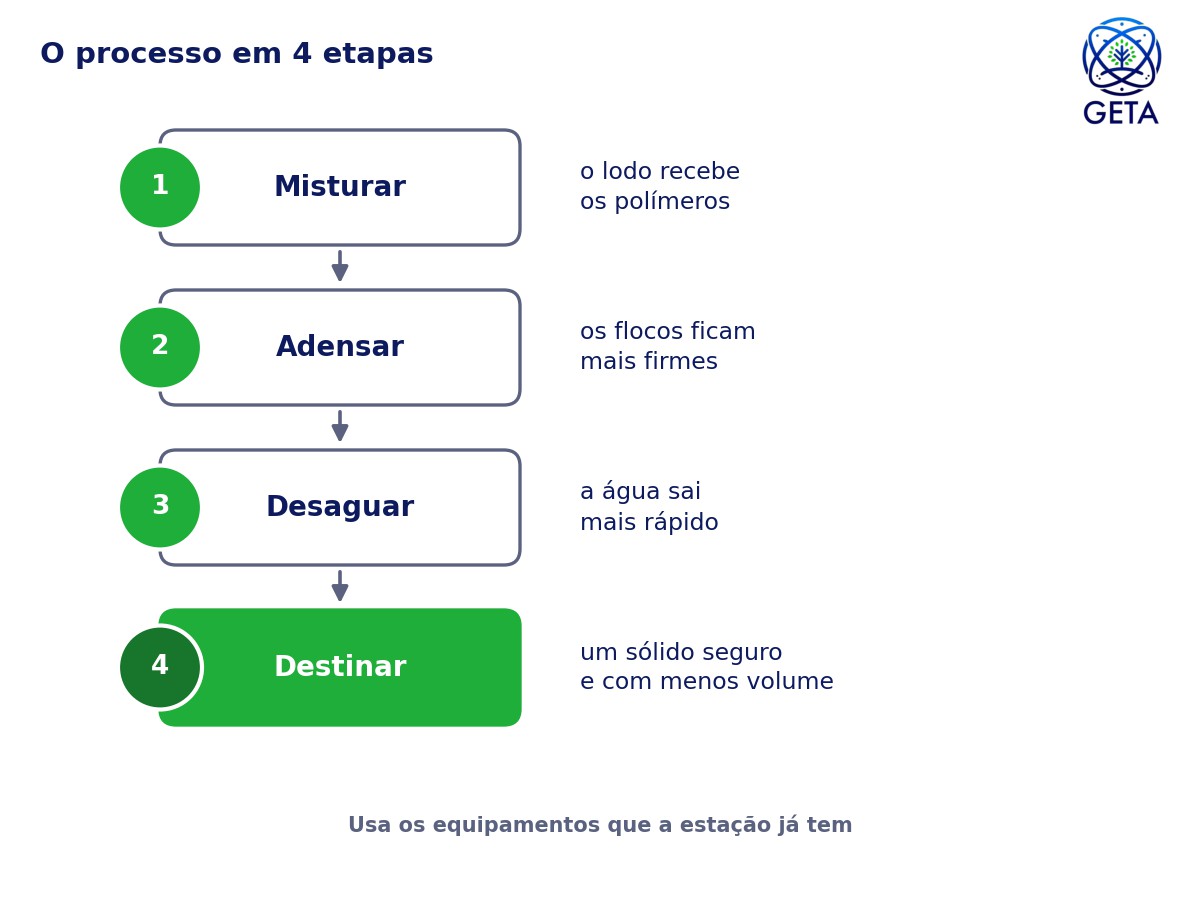 O processo em 4 etapas
GETA
1
Misturar
o lodo recebe
os polímeros
2
Adensar
os flocos ficam
mais firmes
3
Desaguar
a água sai
mais rápido
4
Destinar
um sólido seguro
e com menos volume
Usa os equipamentos que a estação já tem